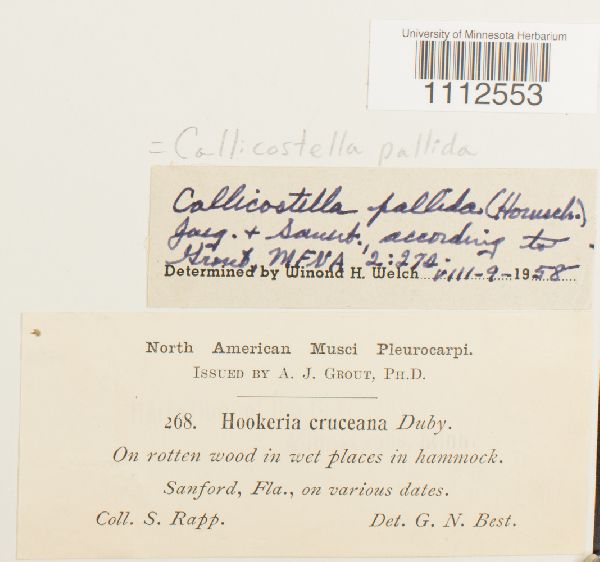 University of Minnesota Herbarium
1112553
= Callicostella pallida
Callicostella pallida (Hornsch.)
Jaeg. + Sauerb., according to
Grout, MFNA 2:272.
Determined by Winona H. Welch VIII-9-1958
North American Musci Pleurocarpi.
Issued by A. J. Grout, Ph.D.
268. Hookeria cruceana Duby.
On rotten wood in wet places in hammock.
Sanford, Fla., on various dates.
Coll. S. Rapp. Det. G. N. Best.